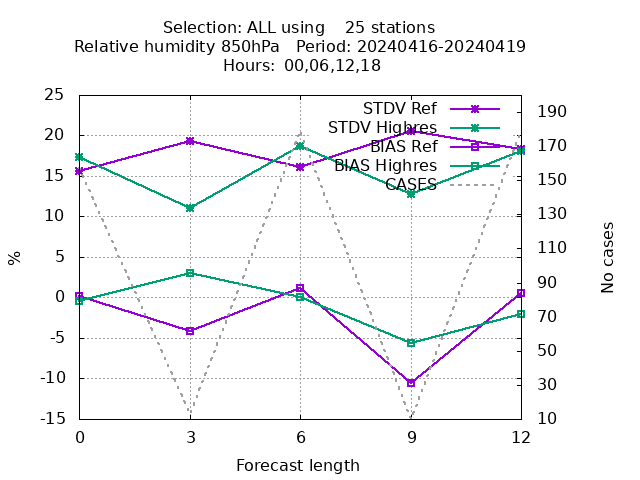 Selection: ALL using    25 stations
Relative humidity 850hPa   Period: 20240416-20240419
Hours: 00,06,12,18
25
20
15
10
5
0
-5
-10
-15
%
STDV Ref
STDV Highres
BIAS Ref
BIAS Highres
CASES
190
170
150
130
110
90
70
50
30
10
No cases
0 3 6 9 12
Forecast length